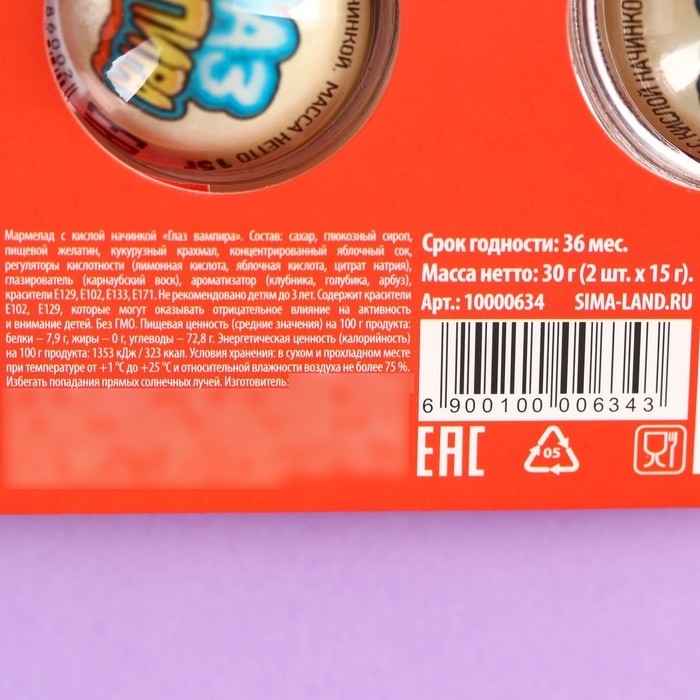 ГЛАЗ
ВАМПИРА
НАЧИНКОЙ. МАССА НЕТТО 15г
С КИСЛОЙ НАЧИНКОЙ
Мармелад с кислой начинкой «Глаз вампира». Состав: сахар, глюкозный сироп,
пищевой желатин, кукурузный крахмал, концентрированный яблочный сок,
регуляторы кислотности (лимонная кислота, яблочная кислота, цитрат натрия),
глазирователь (карнаубский воск), ароматизатор (клубника, голубика, арбуз),
красители Е129, Е102, Е133, Е171. Не рекомендовано детям до 3 лет. Содержит красители
Е102, Е129, которые могут оказывать отрицательное влияние на активность
и внимание детей. Без ГМО. Пищевая ценность (средние значения) на 100 г продукта:
белки – 7,9 г, жиры – 0 г, углеводы – 72,8 г. Энергетическая ценность (калорийность)
на 100 г продукта: 1353 кДж / 323 ккал. Условия хранения: в сухом и прохладном месте
при температуре от +1 °С до +25 °С и относительной влажности воздуха не более 75 %.
Избегать попадания прямых солнечных лучей. Изготовитель:
Срок годности: 36 мес.
Масса нетто: 30 г (2 шт. х 15 г).
Арт.: 10000634 SIMA-LAND.RU
6 900100 006343
ЕАС
05